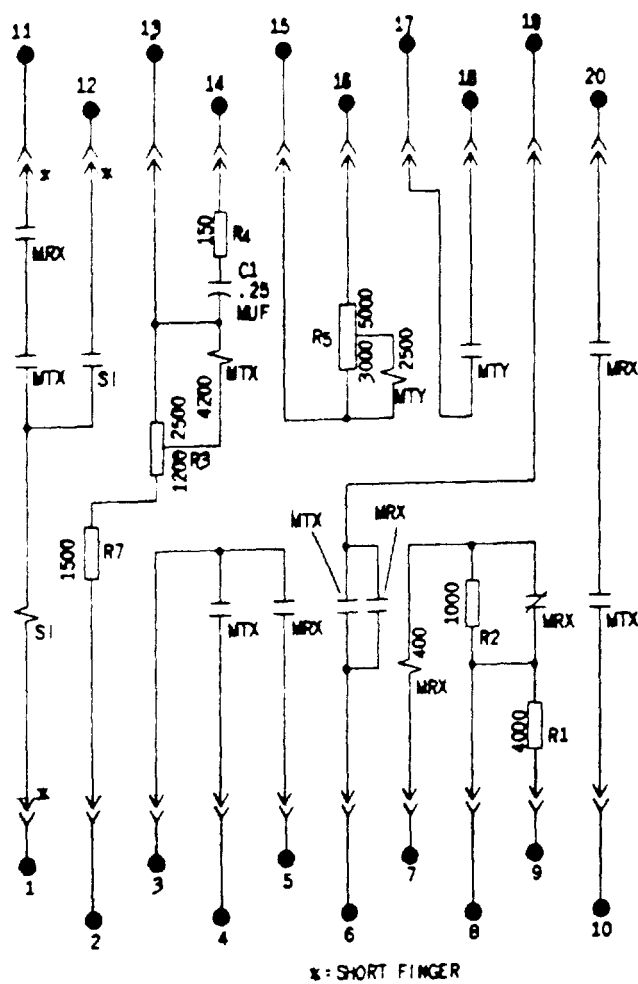 11
13
15
17
19
12
14
16
18
20
*
*
150
R4
MRX
C1
.25
MUF
5000
R5
3000
2500
MTX
SI
MTX
4200
MTY
MTY
MRX
2500
1200
R3
1500
R7
MTX
MRX
SI
MTX
MRX
400
MRX
1000
R2
MRX
MTX
4000
R1
*
1
3
5
7
9
2
4
6
8
10
*=SHORT FINGER